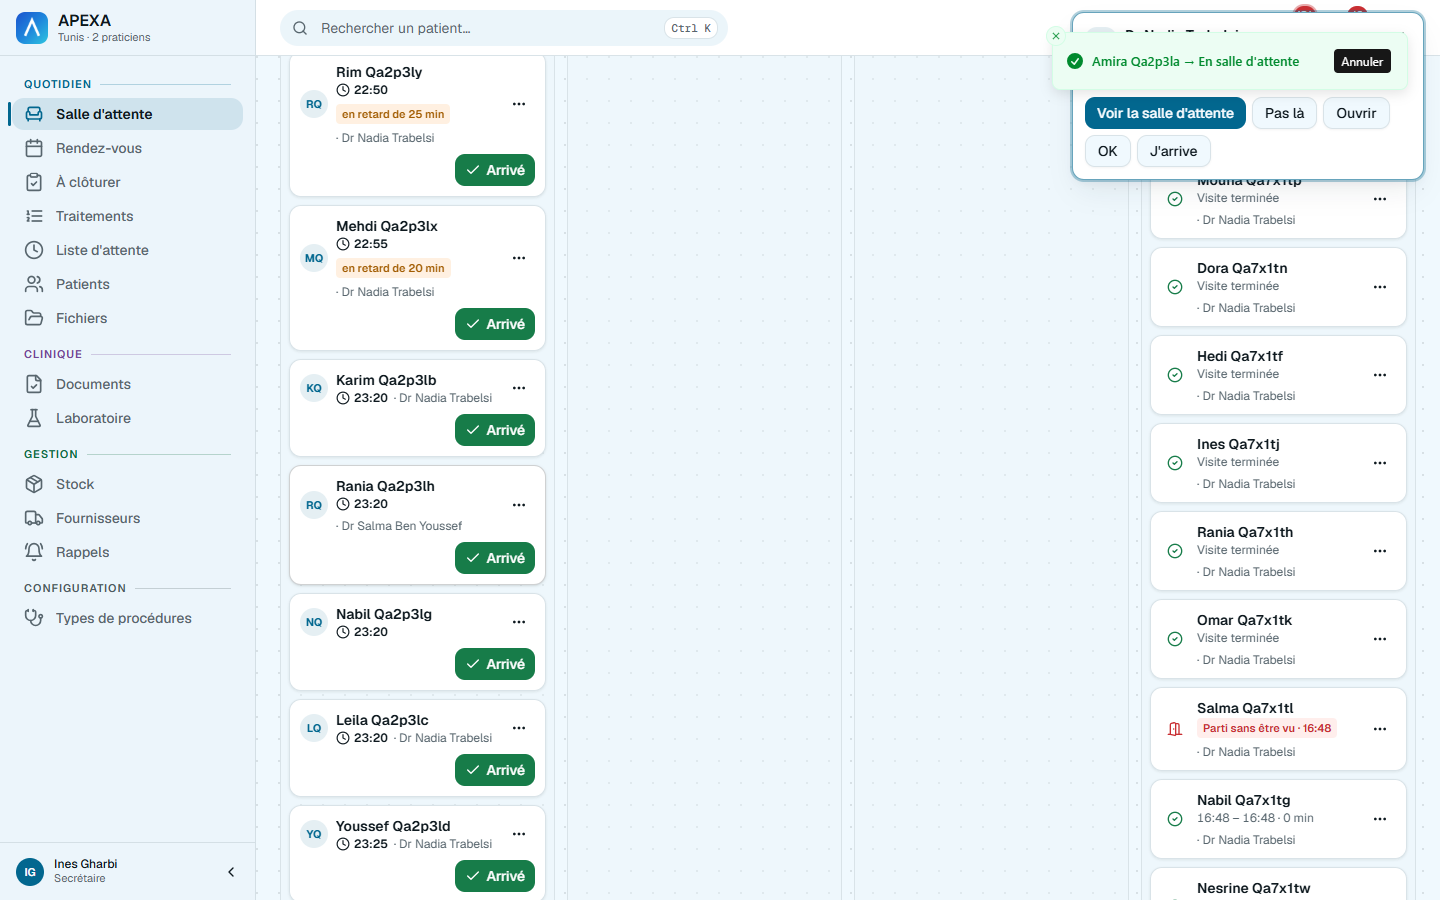 APEXA
Tunis · 2 praticiens
QUOTIDIEN
Salle d'attente
Rendez-vous
À clôturer
Traitements
Liste d'attente
Patients
Fichiers
CLINIQUE
Documents
Laboratoire
GESTION
Stock
Fournisseurs
Rappels
CONFIGURATION
Types de procédures
IG
Ines Gharbi
Secrétaire
Rechercher un patient…
Ctrl K
RQ
Rim Qa2p3ly
22:50
en retard de 25 min
· Dr Nadia Trabelsi
Arrivé
MQ
Mehdi Qa2p3lx
22:55
en retard de 20 min
· Dr Nadia Trabelsi
Arrivé
KQ
Karim Qa2p3lb
23:20 · Dr Nadia Trabelsi
Arrivé
RQ
Rania Qa2p3lh
23:20
· Dr Salma Ben Youssef
Arrivé
NQ
Nabil Qa2p3lg
23:20
Arrivé
LQ
Leila Qa2p3lc
23:20 · Dr Nadia Trabelsi
Arrivé
YQ
Youssef Qa2p3ld
23:25 · Dr Nadia Trabelsi
Arrivé
Dr Nadia Trabelsi
Amira Qa2p3la → En salle d'attente
Annuler
Voir la salle d'attente
Pas là
Ouvrir
OK
J'arrive
Mouna Qa7x1tp
Visite terminée
· Dr Nadia Trabelsi
Dora Qa7x1tn
Visite terminée
· Dr Nadia Trabelsi
Hedi Qa7x1tf
Visite terminée
· Dr Nadia Trabelsi
Ines Qa7x1tj
Visite terminée
· Dr Nadia Trabelsi
Rania Qa7x1th
Visite terminée
· Dr Nadia Trabelsi
Omar Qa7x1tk
Visite terminée
· Dr Nadia Trabelsi
Salma Qa7x1tl
Parti sans être vu · 16:48
· Dr Nadia Trabelsi
Nabil Qa7x1tg
16:48 – 16:48 · 0 min
· Dr Nadia Trabelsi
Nesrine Qa7x1tw